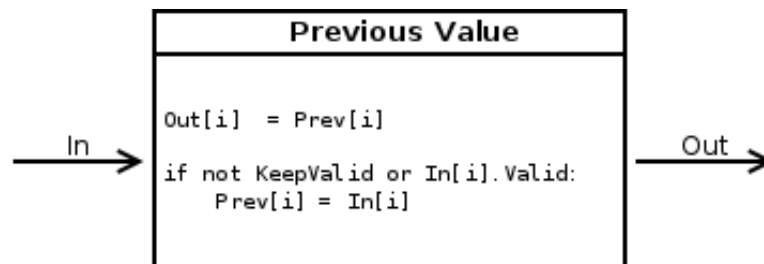 Previous Value
Out[i]  = Prev[i]
In
Out
if not KeepValid or In[i].Valid:
    Prev[i] = In[i]